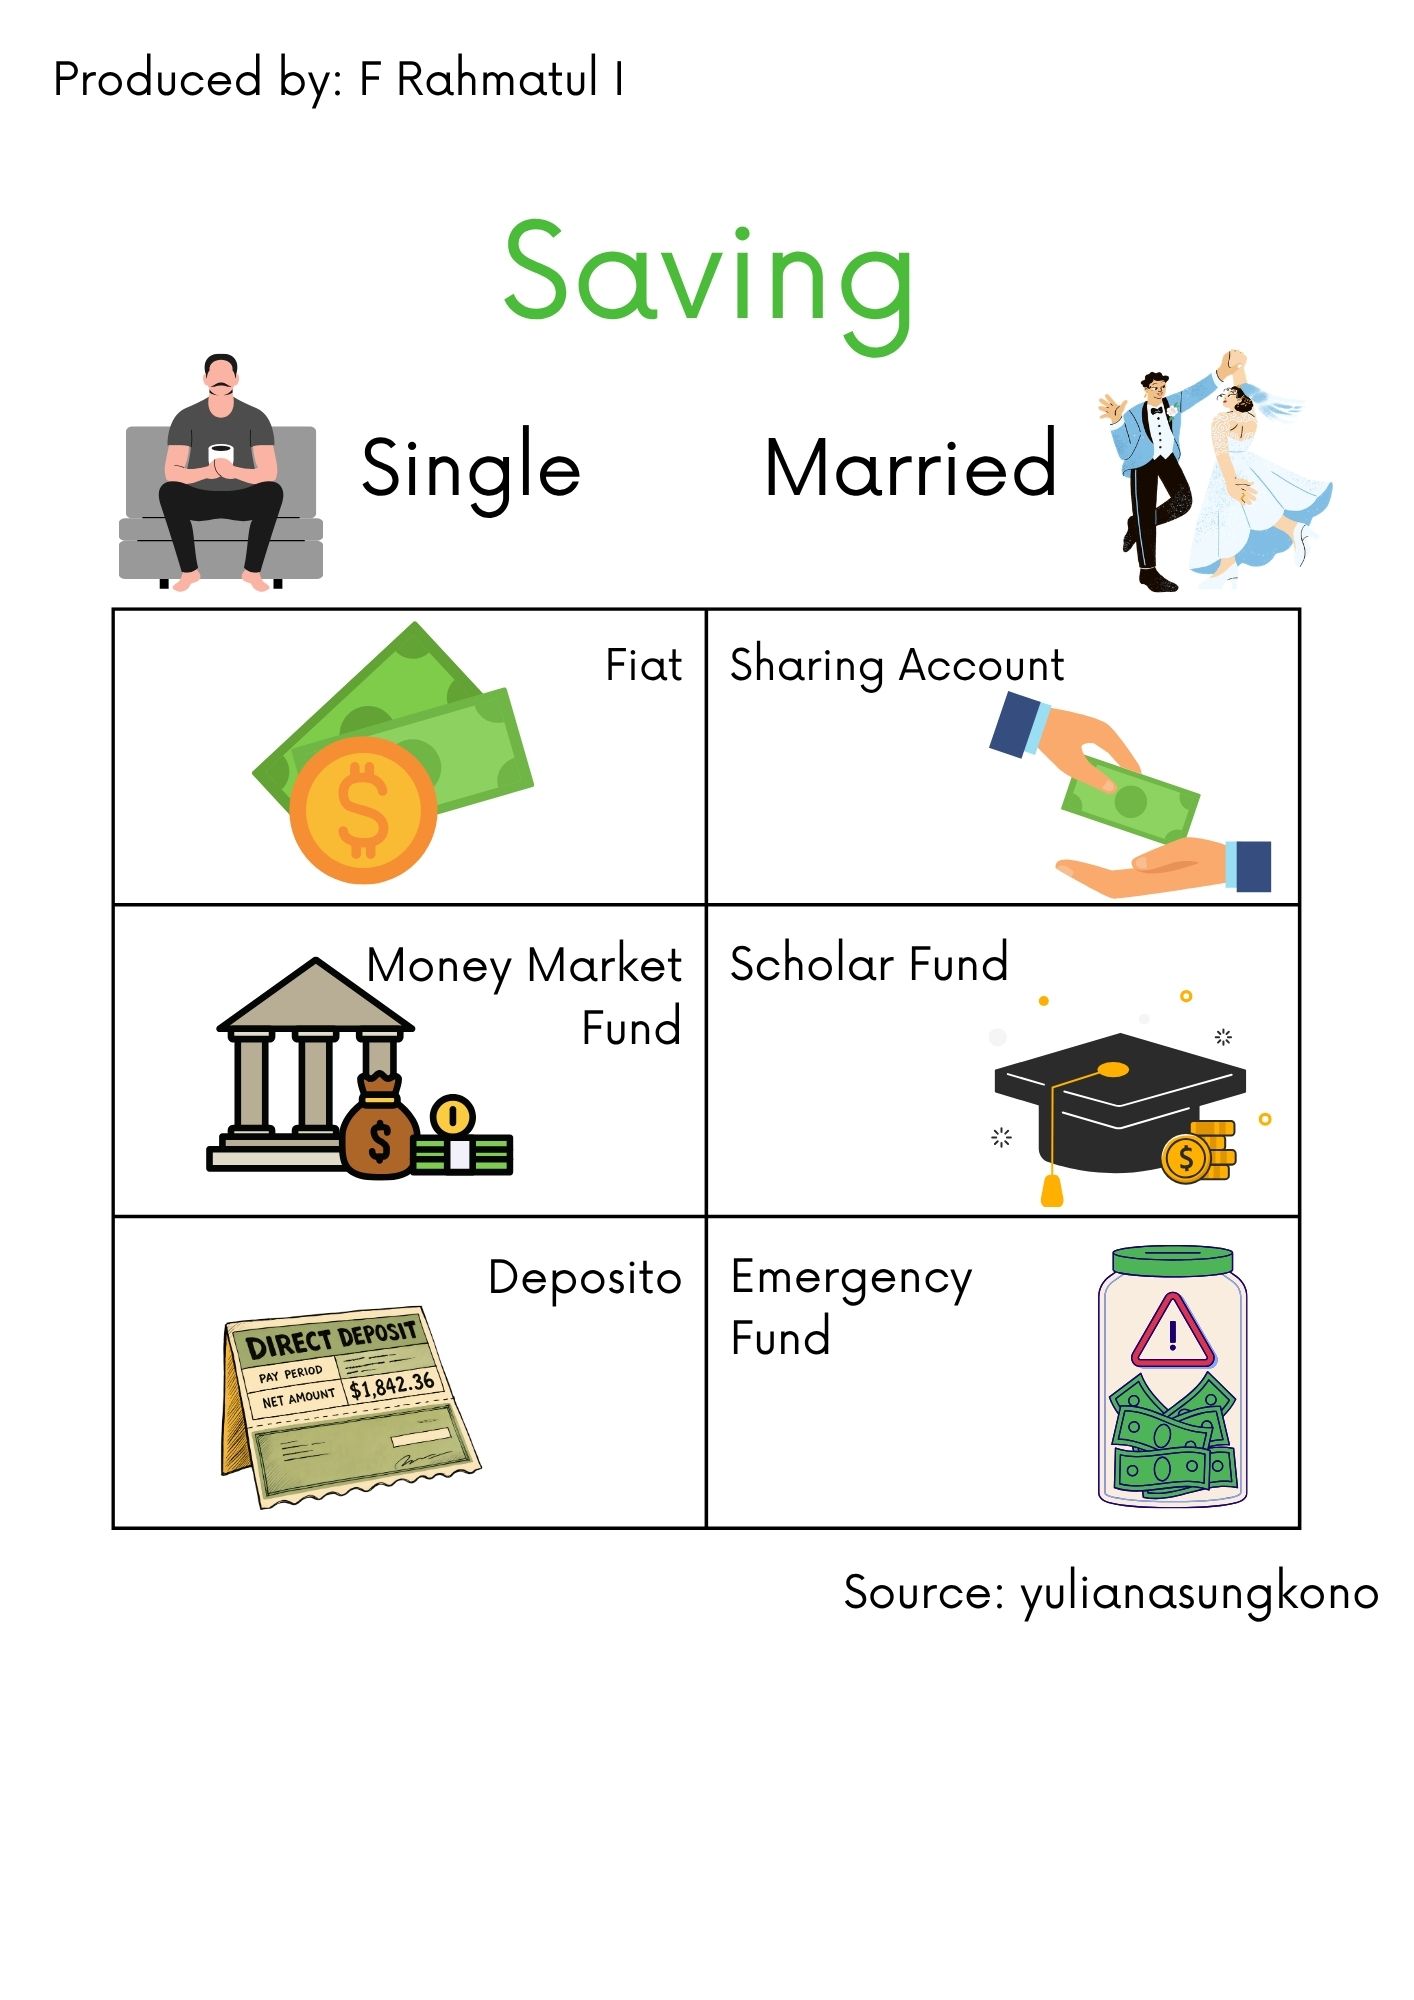 Produced by: F Rahmatul I
Saving
Single
Married
Fiat
Sharing Account
Money Market
Fund
Scholar Fund
Deposito
DIRECT DEPOSIT
PAY PERIOD
NET AMOUNT $1,842.36
Emergency
Fund
Source: yulianasungkono